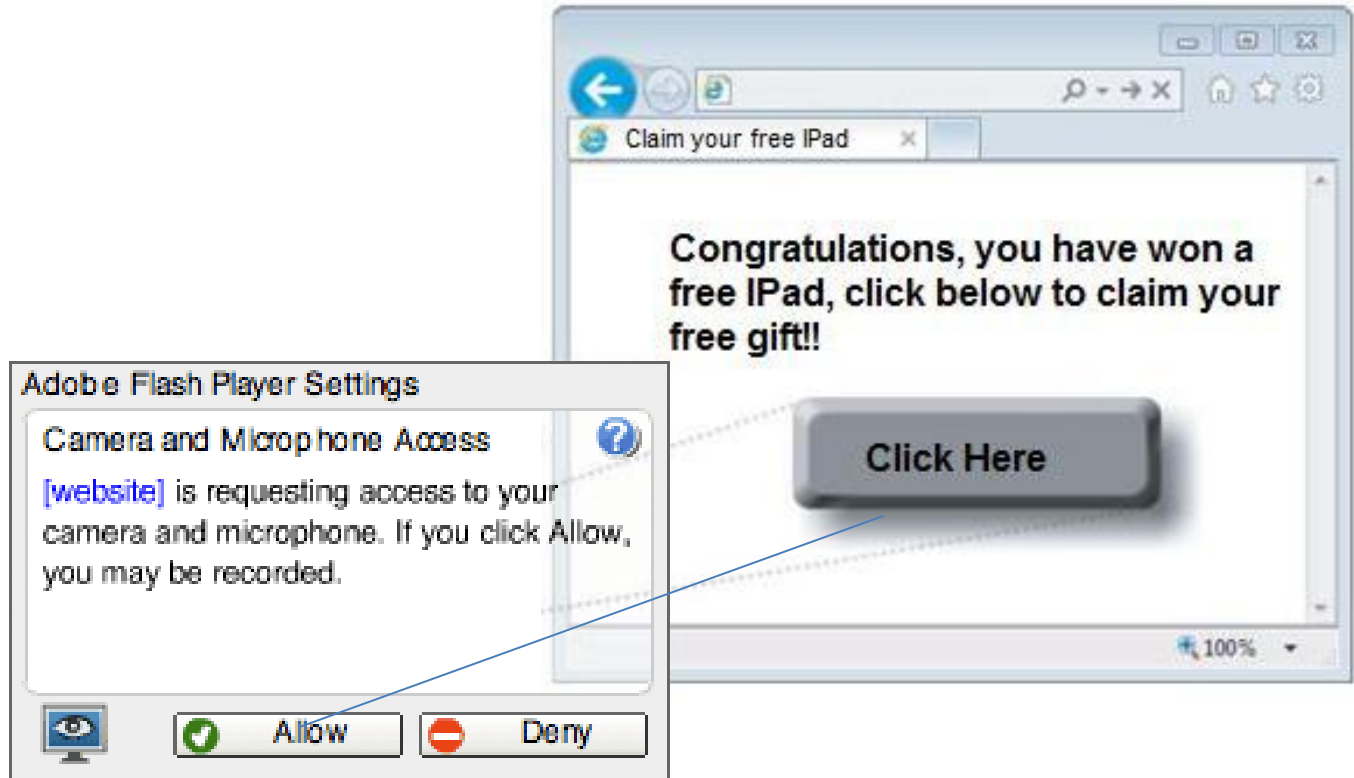 Claim your free IPad
Congratulations, you have won a
free IPad, click below to claim your
free gift!!
Click Here
100%
Adobe Flash Player Settings
Camera and Microphone Access
[website] is requesting access to your
camera and microphone. If you click Allow,
you may be recorded.
Allow
Deny